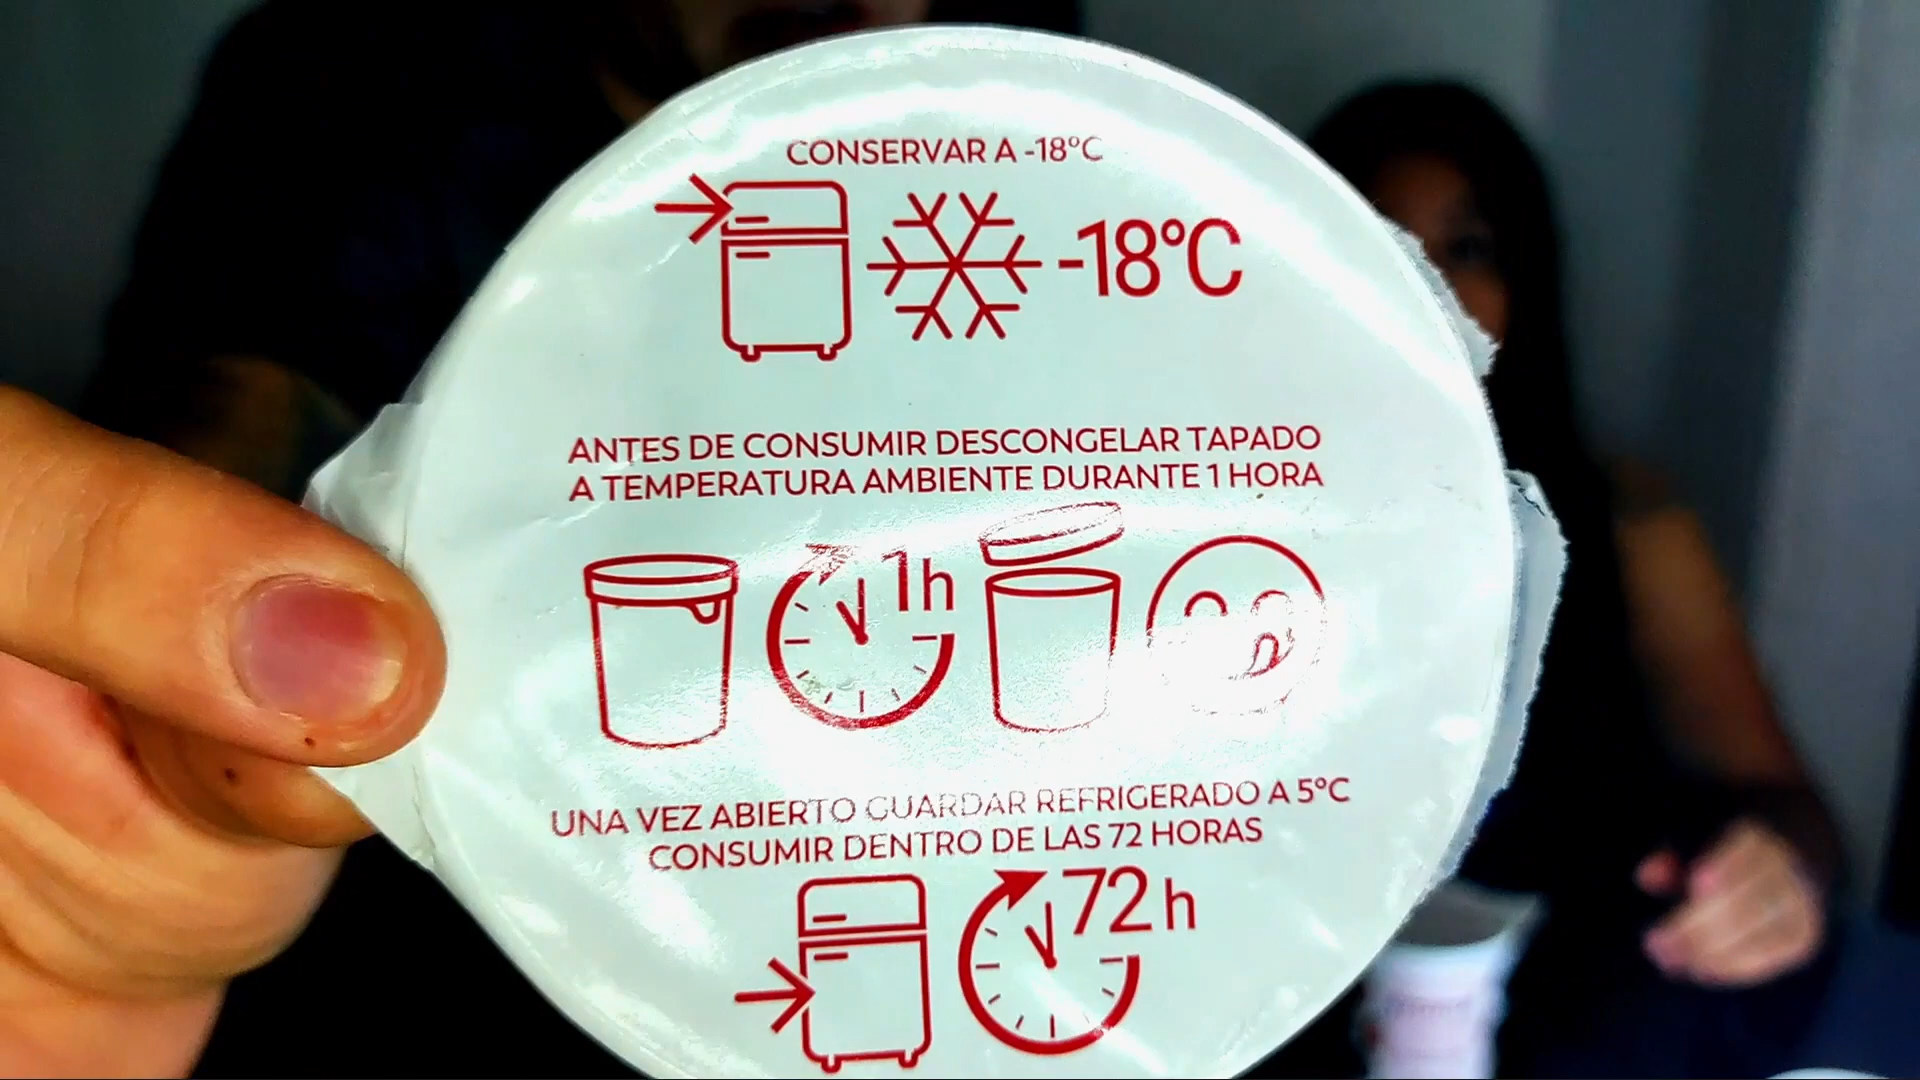 CONSERVAR A -18°C
-18°C
ANTES DE CONSUMIR DESCONGELAR TAPADO
A TEMPERATURA AMBIENTE DURANTE 1 HORA
1h
UNA VEZ ABIERTO GUARDAR REFRIGERADO A 5°C
CONSUMIR DENTRO DE LAS 72 HORAS
72 h